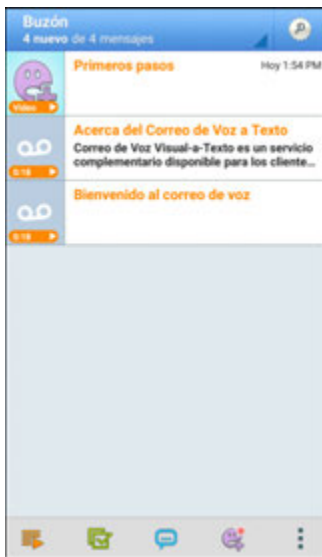 Buzón
4 nuevo de 4 mensajes
Primeros pasos
Hoy 1:54 PM
Video
Acerca del Correo de Voz a Texto
Correo de Voz Visual-a-Texto es un servicio
complementario disponible para los cliente...
0:18
Bienvenido al correo de voz
0:18